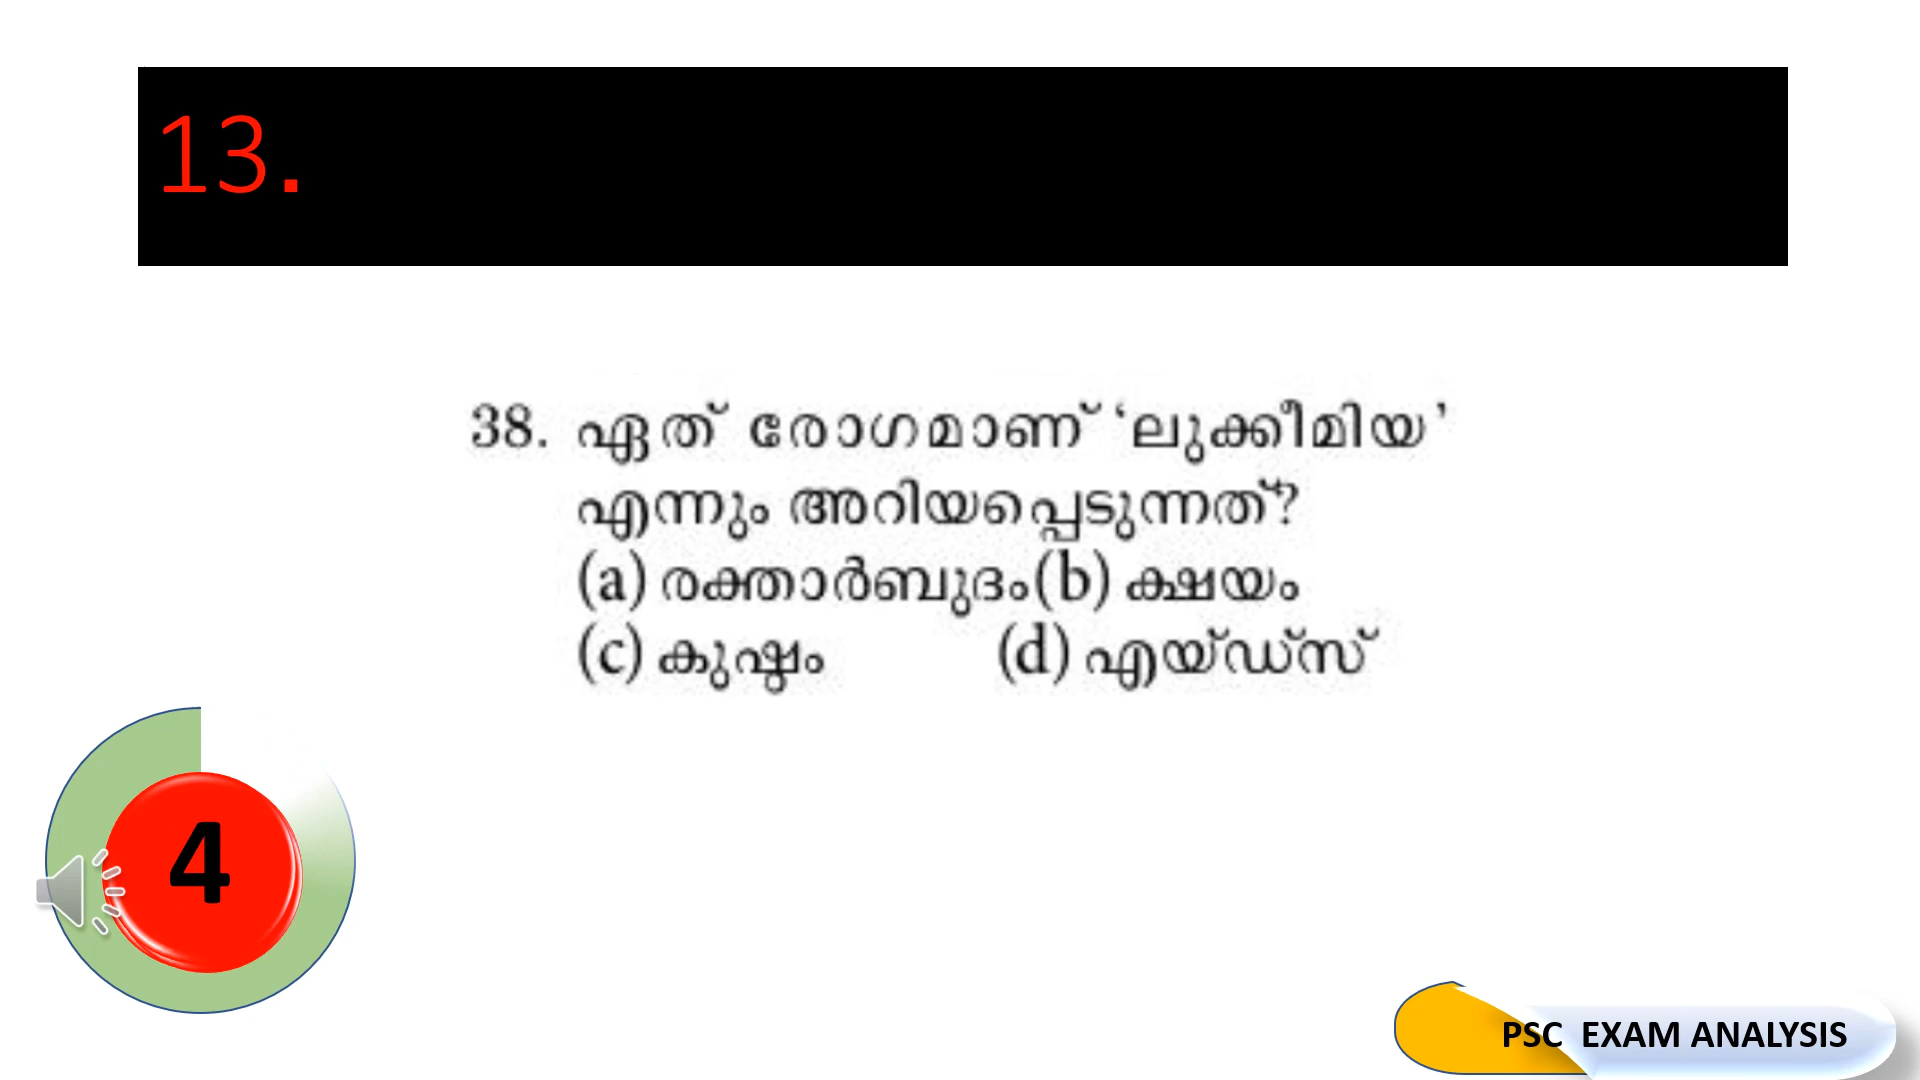 13.
38. ഏത് രോഗമാണ് ‘ലുക്കീമിയ’
എന്നും അറിയപ്പെടുന്നത്?
(a) രക്താർബുദം (b) ക്ഷയം
(c) കുഷ്ഠം (d) എയ്ഡ്സ്
4
PSC EXAM ANALYSIS